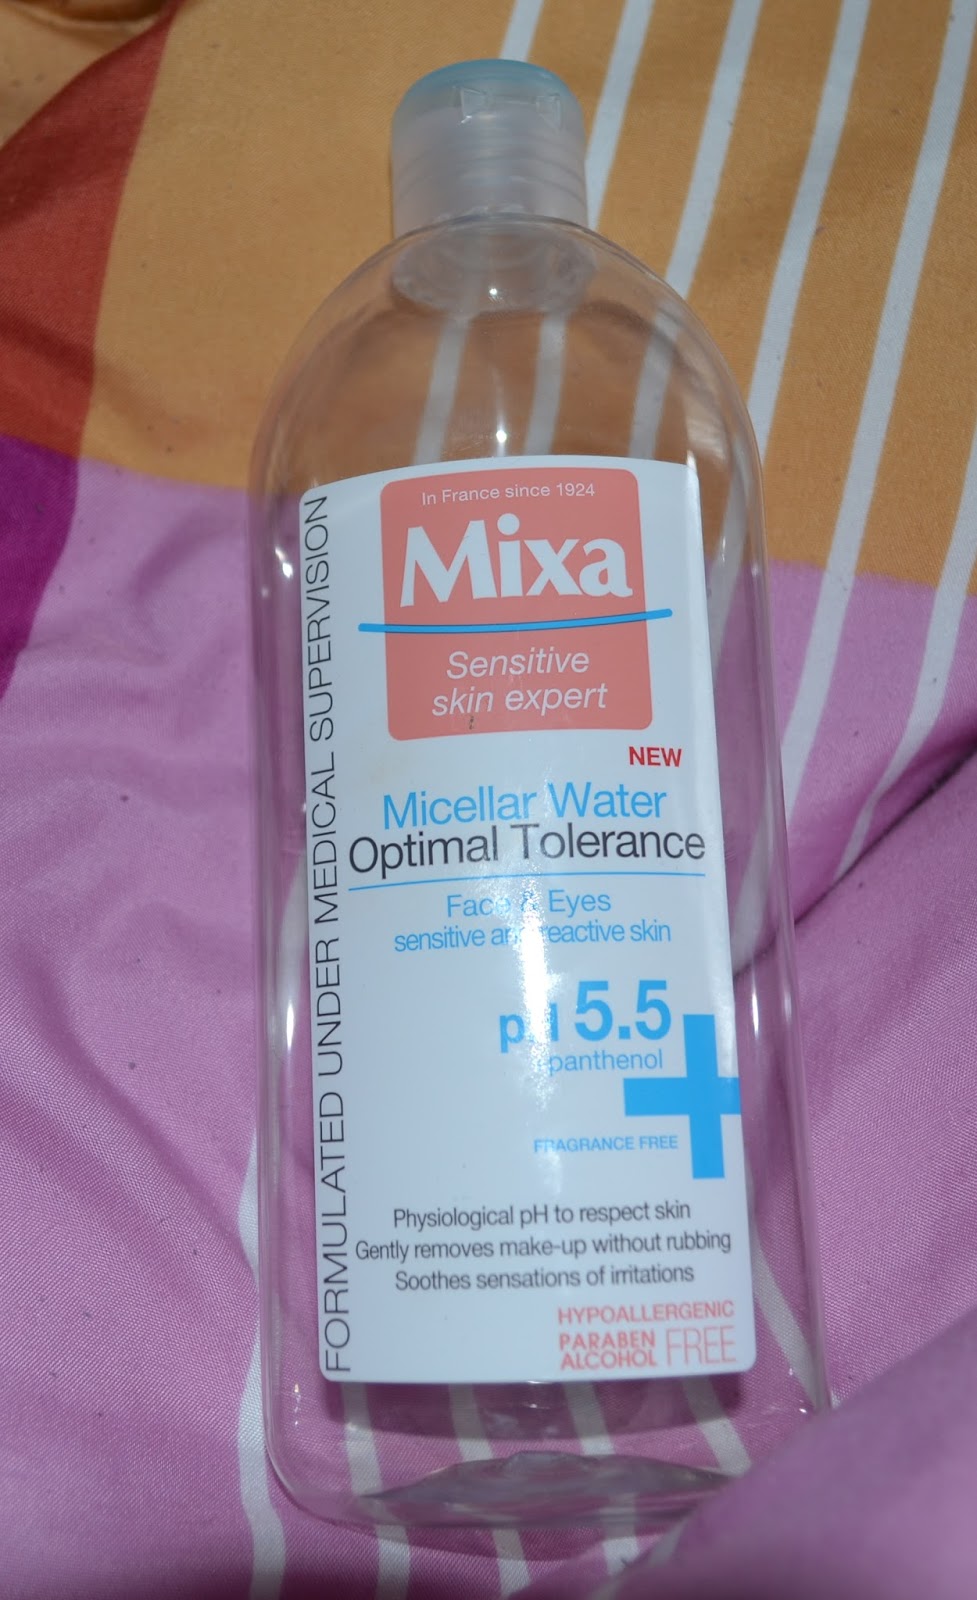 In France since 1924
Mixa
Sensitive
skin expert
NEW
Micellar Water
Optimal Tolerance
Face & Eyes
sensitive and reactive skin
pH 5.5
panthenol
FRAGRANCE FREE
Physiological pH to respect skin
Gently removes make-up without rubbing
Soothes sensations of irritations
HYPOALLERGENIC
PARABEN
ALCOHOL FREE
FORMULATED UNDER MEDICAL SUPERVISION